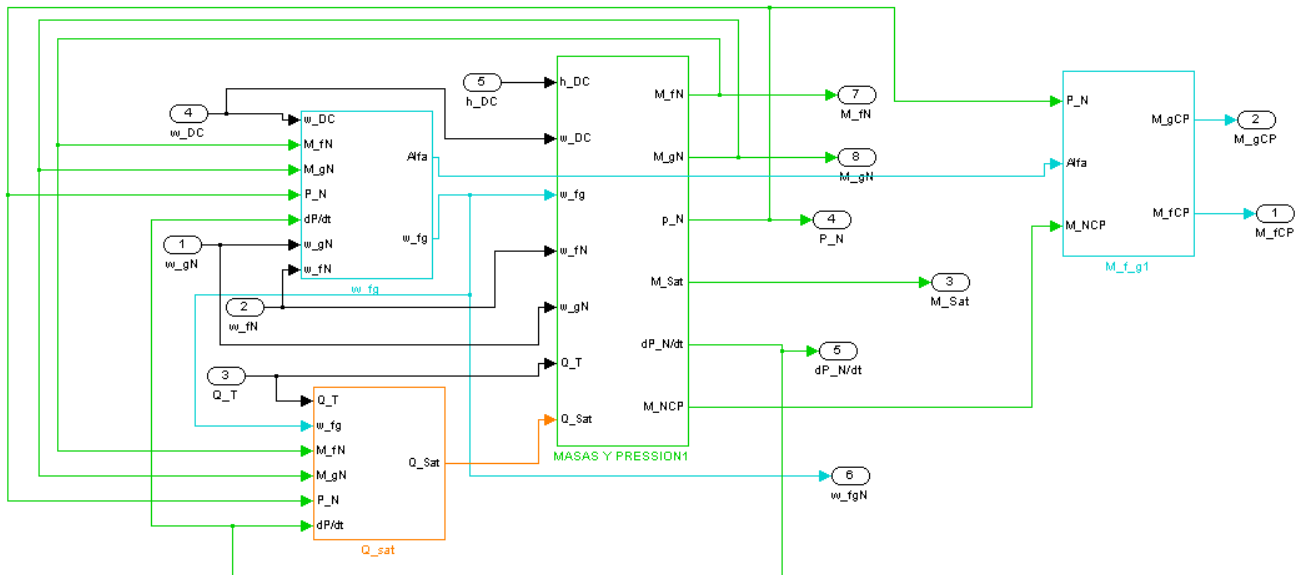 5
h_DC
4
w_DC
w_DC
M_fN
M_gN
P_N
dP/dt
w_gN
w_fN
Alfa
w_fg
w_fg
1
w_gN
2
w_fN
3
Q_T
Q_T
w_fg
M_fN
M_gN
P_N
dP/dt
Q_Sat
Q_sat
h_DC
w_DC
w_fg
w_fN
w_gN
Q_T
Q_Sat
M_fN
M_gN
p_N
M_Sat
dP_N/dt
M_NCP
MASAS Y PRESSION1
7
M_fN
8
M_gN
4
P_N
3
M_Sat
5
dP_N/dt
6
w_fgN
P_N
Alfa
M_NCP
M_gCP
M_fCP
M_f_g1
2
M_gCP
1
M_fCP